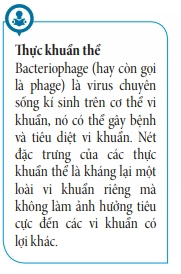 Thực khuẩn thể
Bacteriophage (hay còn gọi
là phage) là virus chuyên
sống kí sinh trên cơ thể vi
khuẩn, nó có thể gây bệnh
và tiêu diệt vi khuẩn. Nét
đặc trưng của các thực
khuẩn thể là kháng lại một
loài vi khuẩn riêng mà
không làm ảnh hưởng tiêu
cực đến các vi khuẩn có
lợi khác.